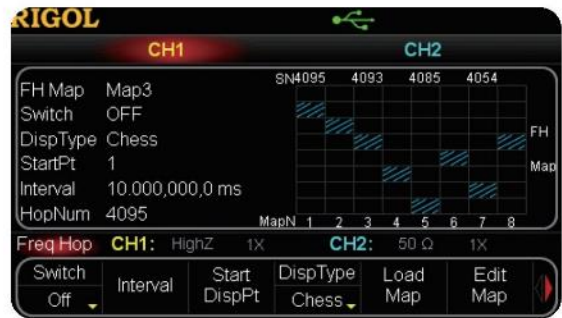 RIGOL
CH1 CH2
SN4095 4093 4085 4054
FH Map Map3
Switch OFF
DispType Chess
StartPt 1
Interval 10.000,000,0 ms
HopNum 4095
FH
Map
MapN 1 2 3 4 5 6 7 8
Freq Hop CH1: HighZ 1X CH2: 50 Ω 1X
Switch Off
Interval
Start DispPt
DispType Chess
Load Map
Edit Map